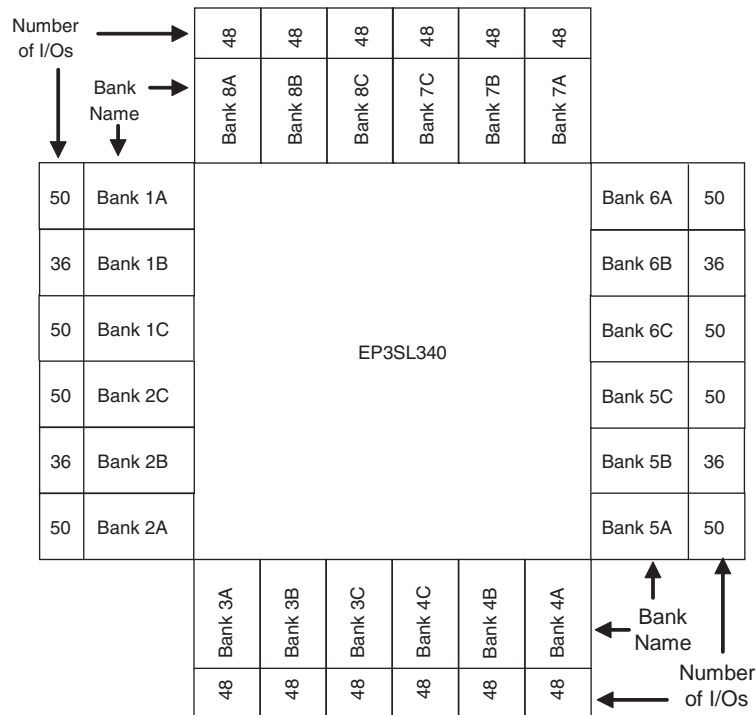 Number
of I/Os
48
48
48
48
48
48
Bank
Name
Bank 8A
Bank 8B
Bank 8C
Bank 7C
Bank 7B
Bank 7A
50
Bank 1A
Bank 6A
50
36
Bank 1B
Bank 6B
36
50
Bank 1C
Bank 6C
50
EP3SL340
50
Bank 2C
Bank 5C
50
36
Bank 2B
Bank 5B
36
50
Bank 2A
Bank 5A
50
Bank 3A
Bank 3B
Bank 3C
Bank 4C
Bank 4B
Bank 4A
Bank
Name
48
48
48
48
48
48
Number
of I/Os